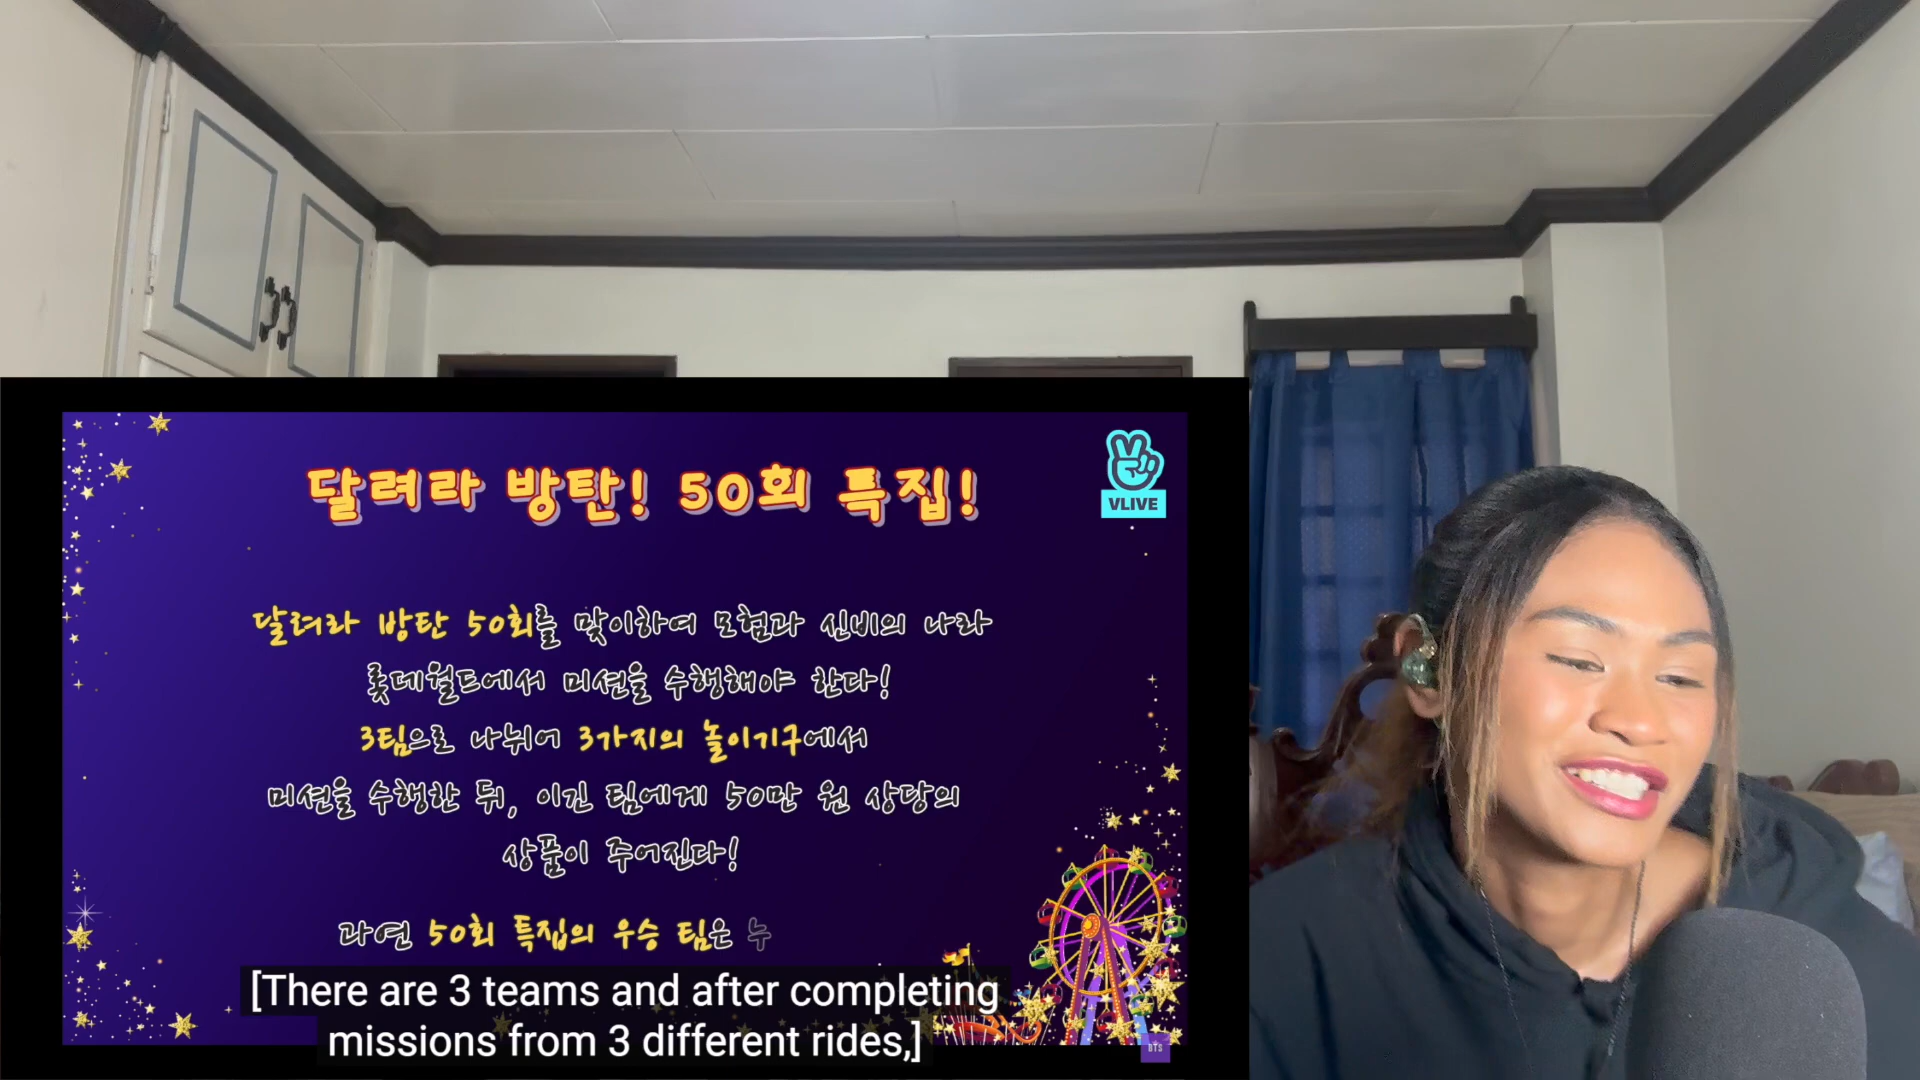 달려라 방탄! 50회 특집!
VLIVE
달려라 방탄 50회를 맞이하여 모험과 신비의 나라
롯데월드에서 미션을 수행해야 한다!
3팀으로 나뉘어 3가지의 놀이기구에서
미션을 수행한 뒤, 이긴 팀에게 50만 원 상당의
상품이 주어진다!
과연 50회 특집의 우승 팀은 누
[There are 3 teams and after completing
missions from 3 different rides,]
BTS